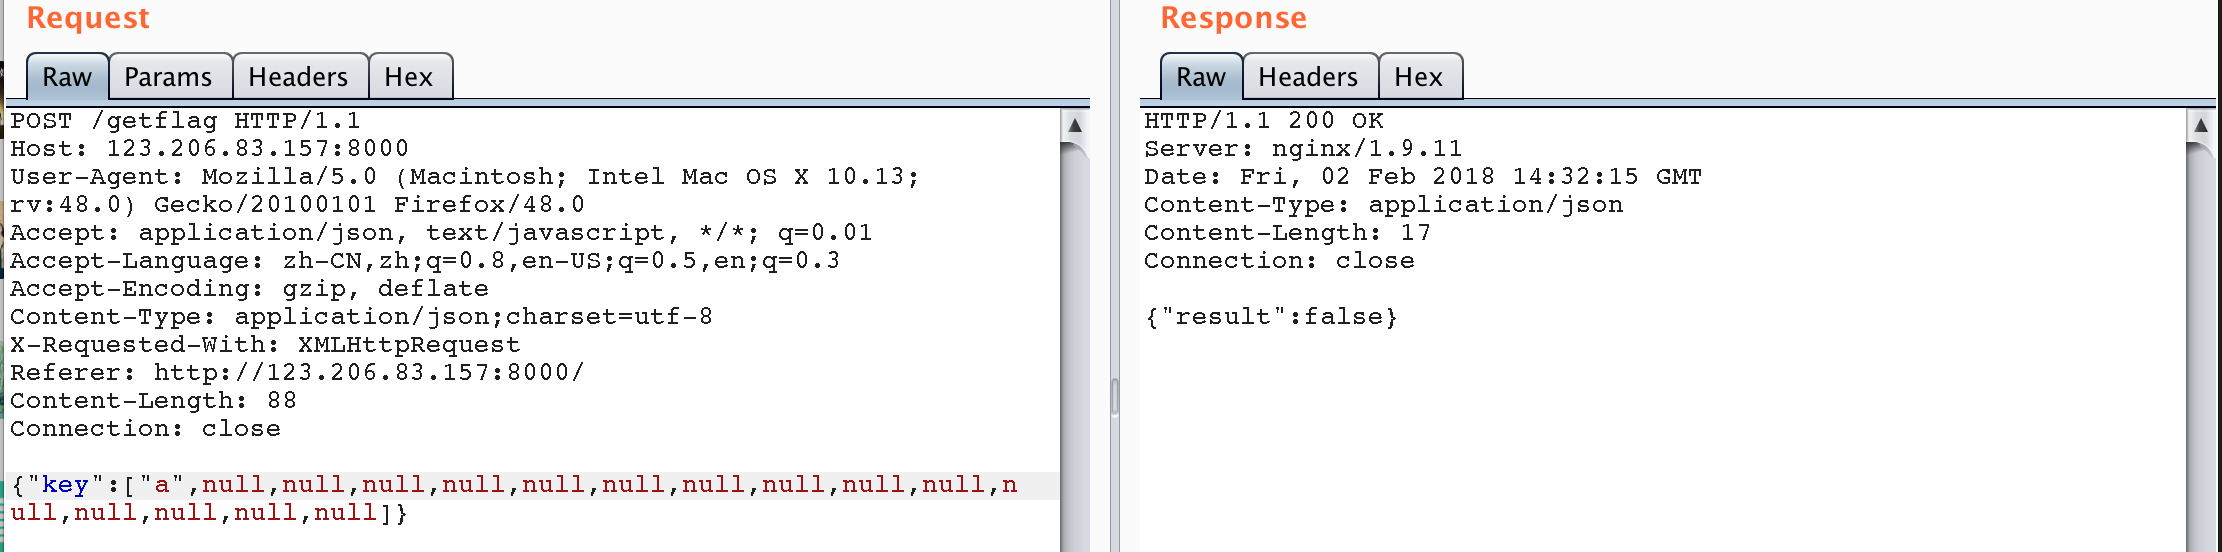 Request
Raw Params Headers Hex
POST /getflag HTTP/1.1
Host: 123.206.83.157:8000
User-Agent: Mozilla/5.0 (Macintosh; Intel Mac OS X 10.13;
rv:48.0) Gecko/20100101 Firefox/48.0
Accept: application/json, text/javascript, */*; q=0.01
Accept-Language: zh-CN,zh;q=0.8,en-US;q=0.5,en;q=0.3
Accept-Encoding: gzip, deflate
Content-Type: application/json;charset=utf-8
X-Requested-With: XMLHttpRequest
Referer: http://123.206.83.157:8000/
Content-Length: 88
Connection: close
{"key":["a",null,null,null,null,null,null,null,null,null,null,n
ull,null,null,null,null]}
Response
Raw Headers Hex
HTTP/1.1 200 OK
Server: nginx/1.9.11
Date: Fri, 02 Feb 2018 14:32:15 GMT
Content-Type: application/json
Content-Length: 17
Connection: close
{"result":false}